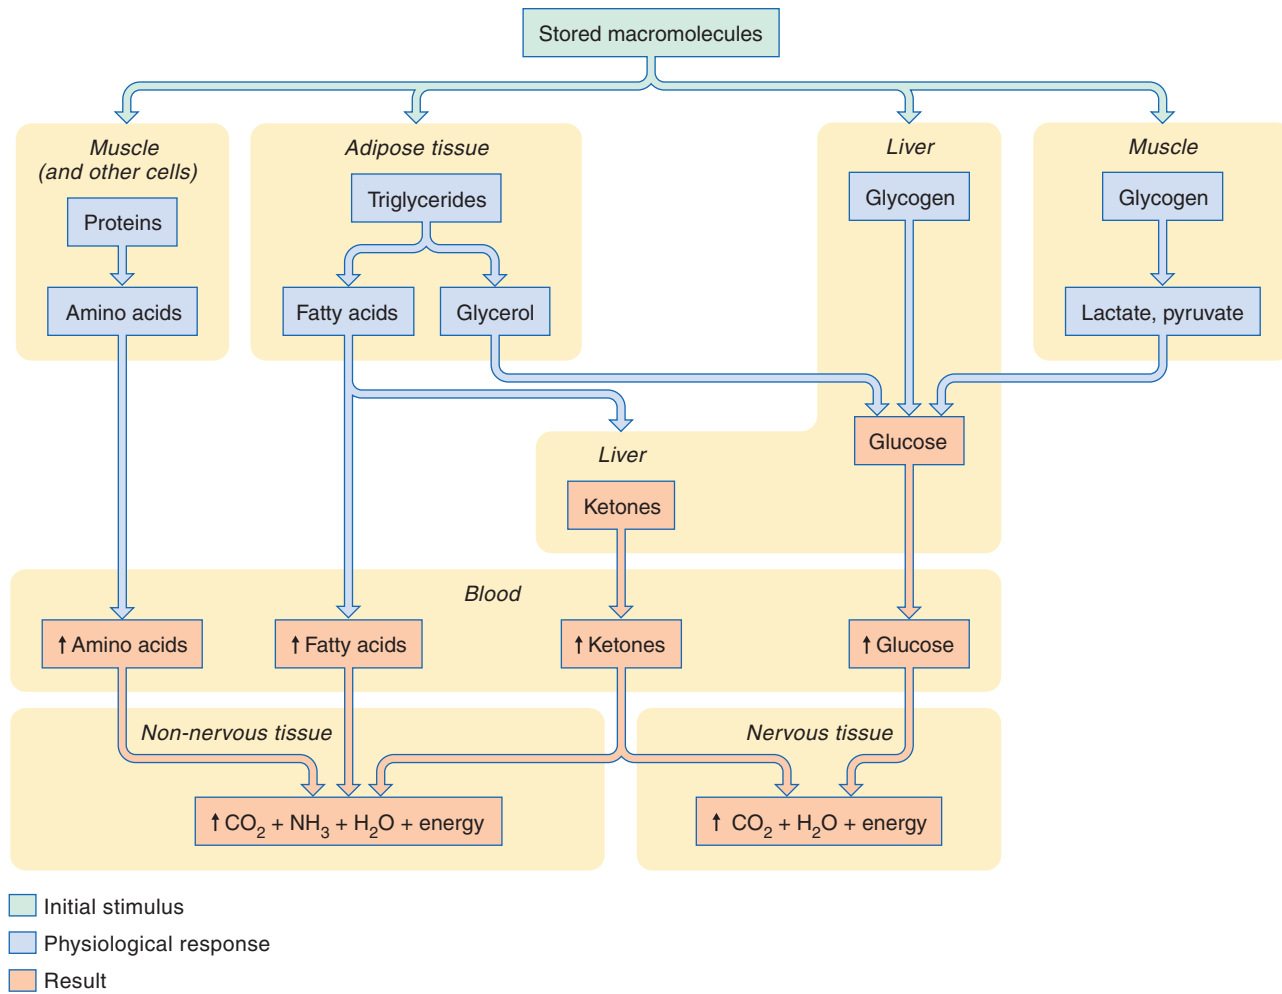 Stored macromolecules
Muscle
(and other cells)
Proteins
Amino acids
Adipose tissue
Triglycerides
Fatty acids
Glycerol
Liver
Glycogen
Muscle
Glycogen
Lactate, pyruvate
Glucose
Liver
Ketones
Blood
↑ Amino acids
↑ Fatty acids
↑ Ketones
↑ Glucose
Non-nervous tissue
↑ CO₂ + NH₃ + H₂O + energy
Nervous tissue
↑ CO₂ + H₂O + energy
Initial stimulus
Physiological response
Result